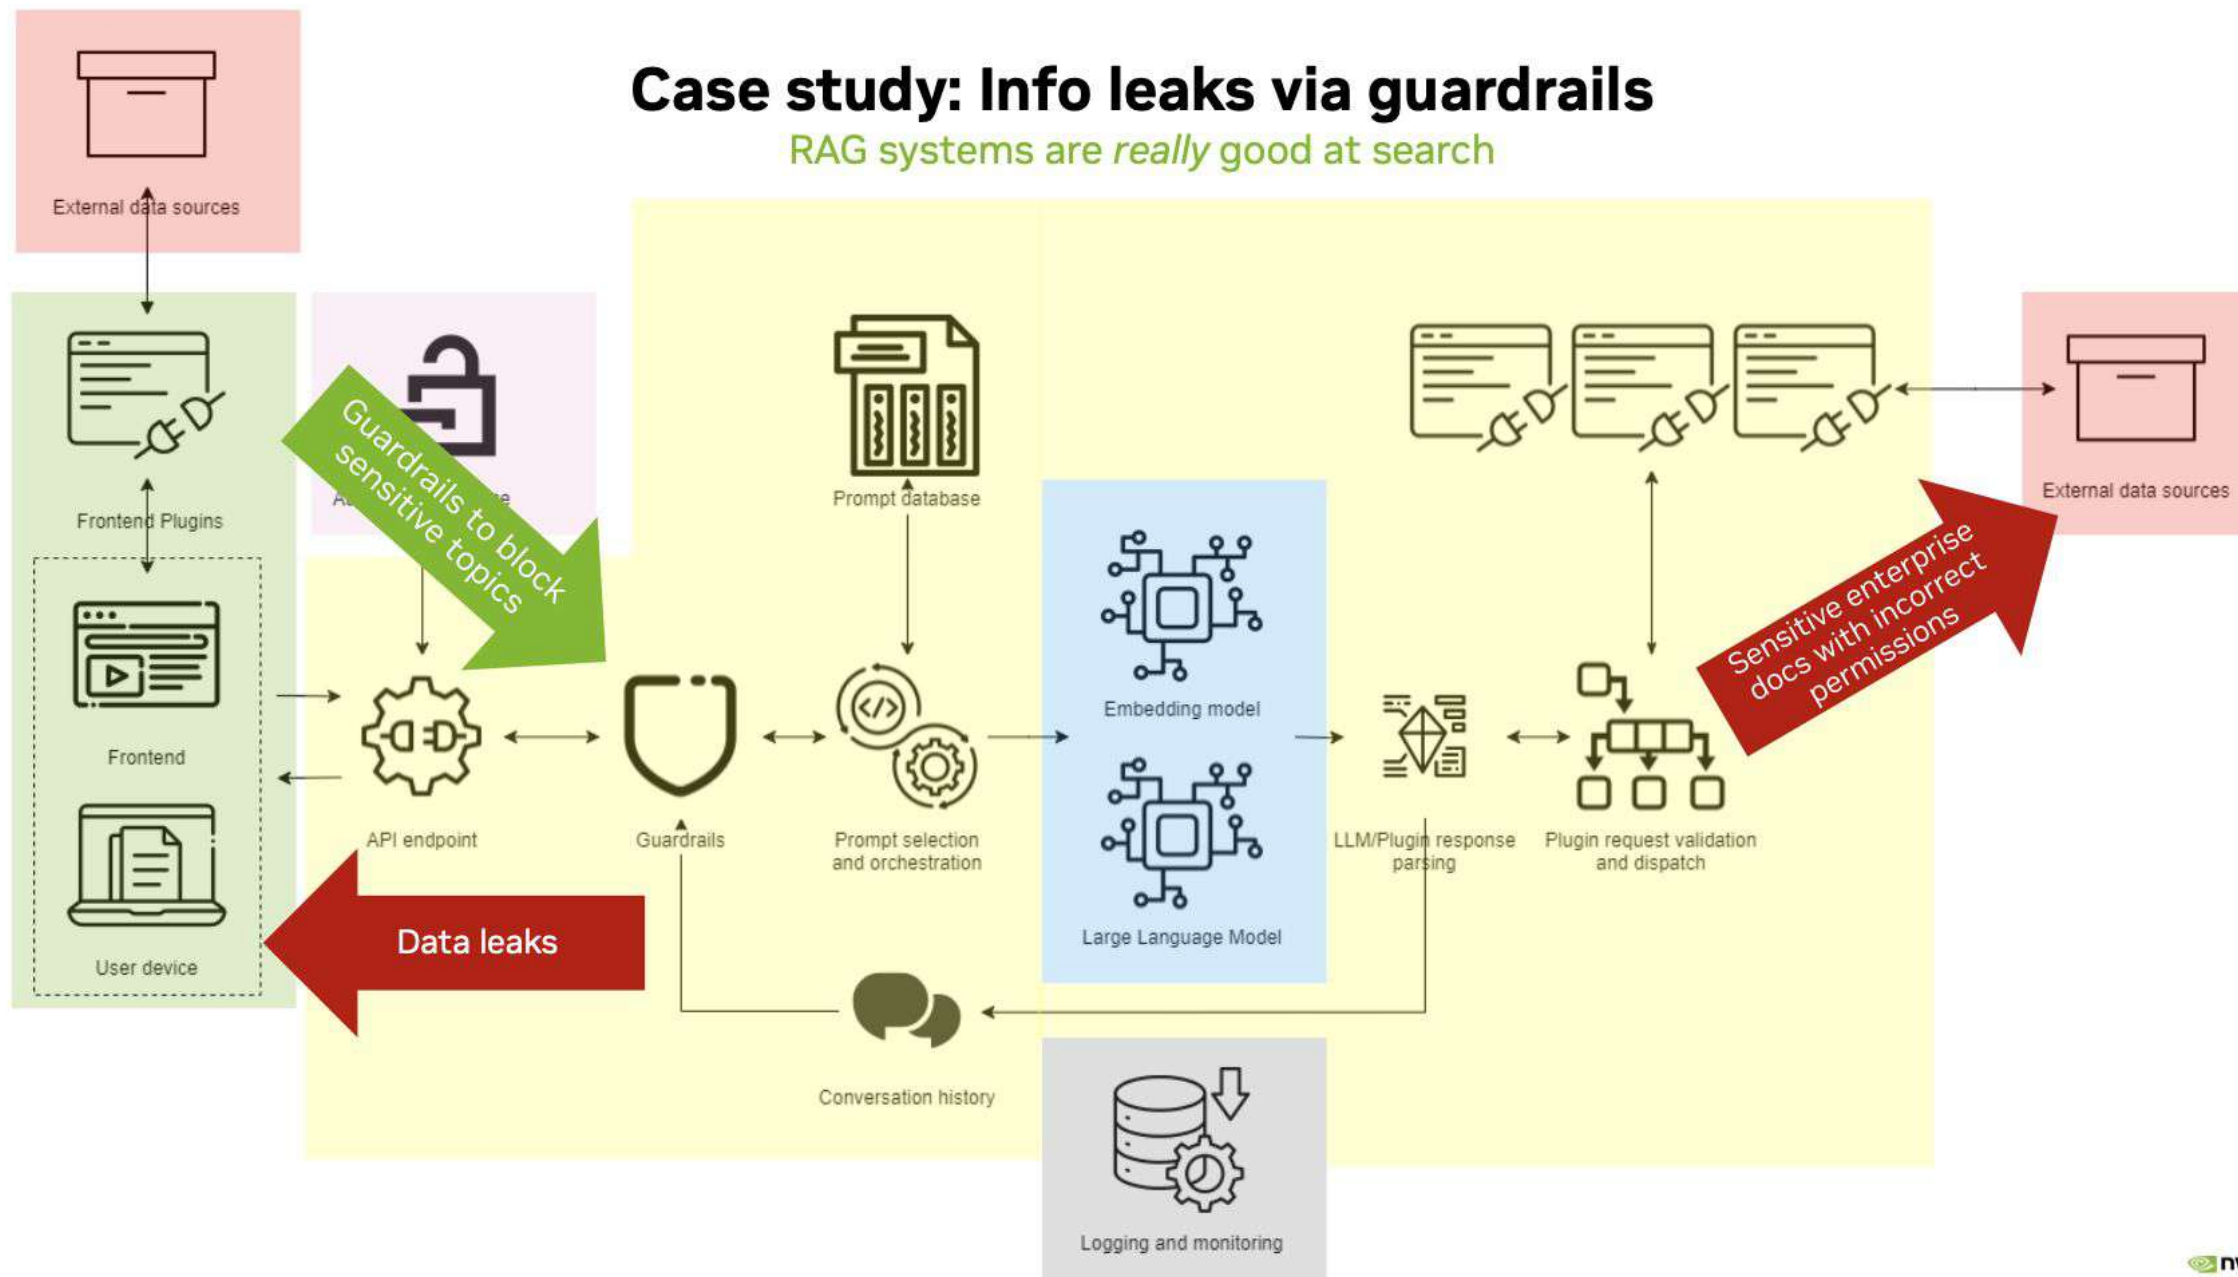 Case study: Info leaks via guardrails
RAG systems are really good at search
External data sources
Frontend Plugins
Frontend
User device
Guardrails to block
sensitive topics
API endpoint
Guardrails
Prompt database
Prompt selection
and orchestration
Embedding model
Large Language Model
LLM/Plugin response
parsing
Plugin request validation
and dispatch
External data sources
Sensitive enterprise
docs with incorrect
permissions
Data leaks
Conversation history
Logging and monitoring